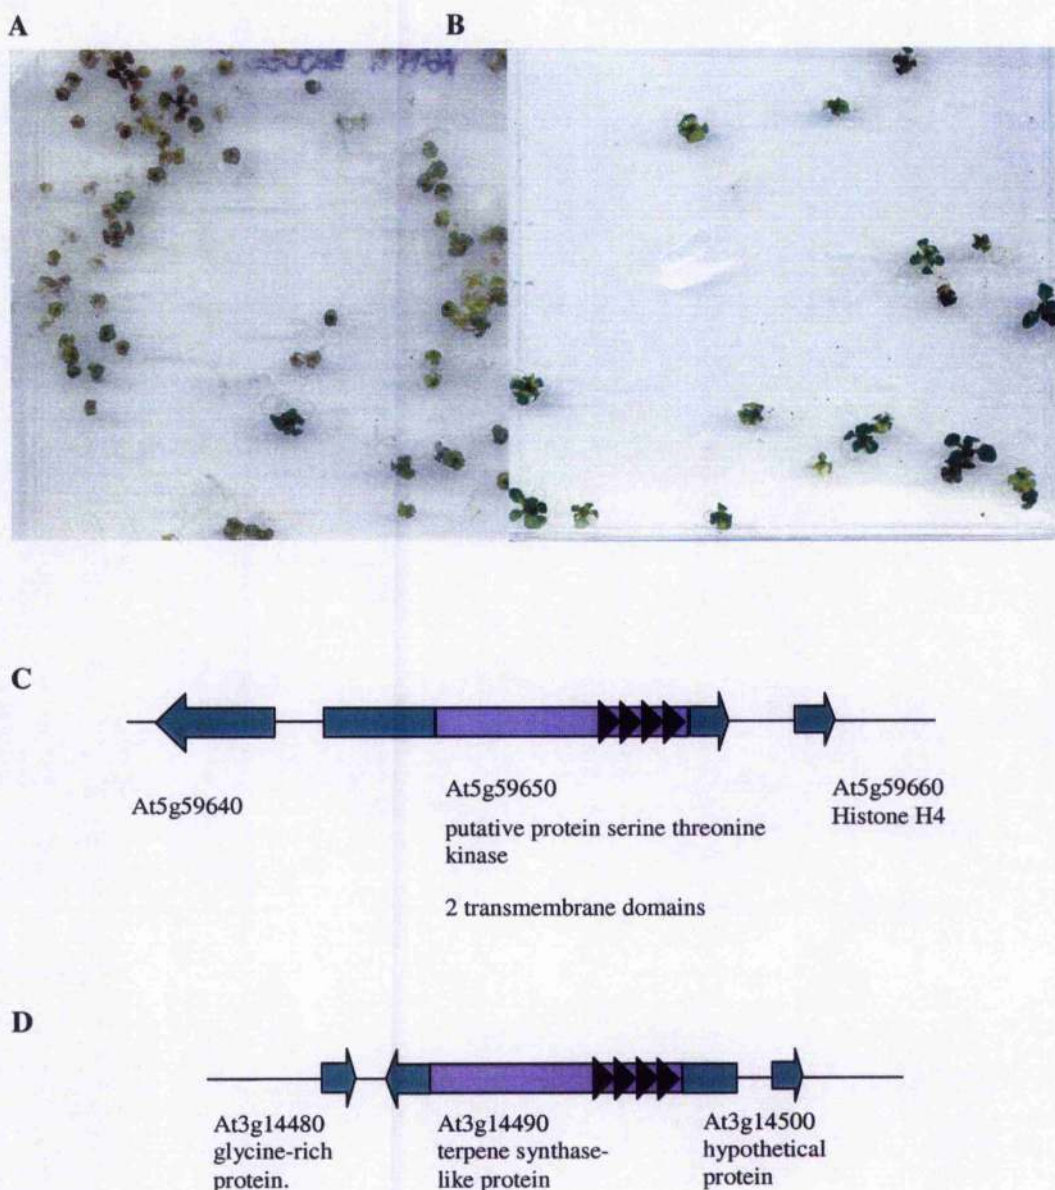 A
B
C
At5g59640
At5g59650
putative protein serine threonine
kinase
2 transmembrane domains
At5g59660
Histone H4
D
At3g14480
glycine-rich
protein.
At3g14490
terpene synthase-
like protein
At3g14500
hypothetical
protein